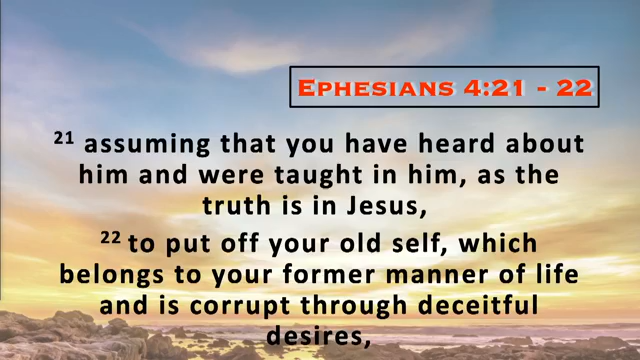 Ephesians 4:21 - 22
21 assuming that you have heard about
him and were taught in him, as the
truth is in Jesus,
22 to put off your old self, which
belongs to your former manner of life
and is corrupt through deceitful
desires,